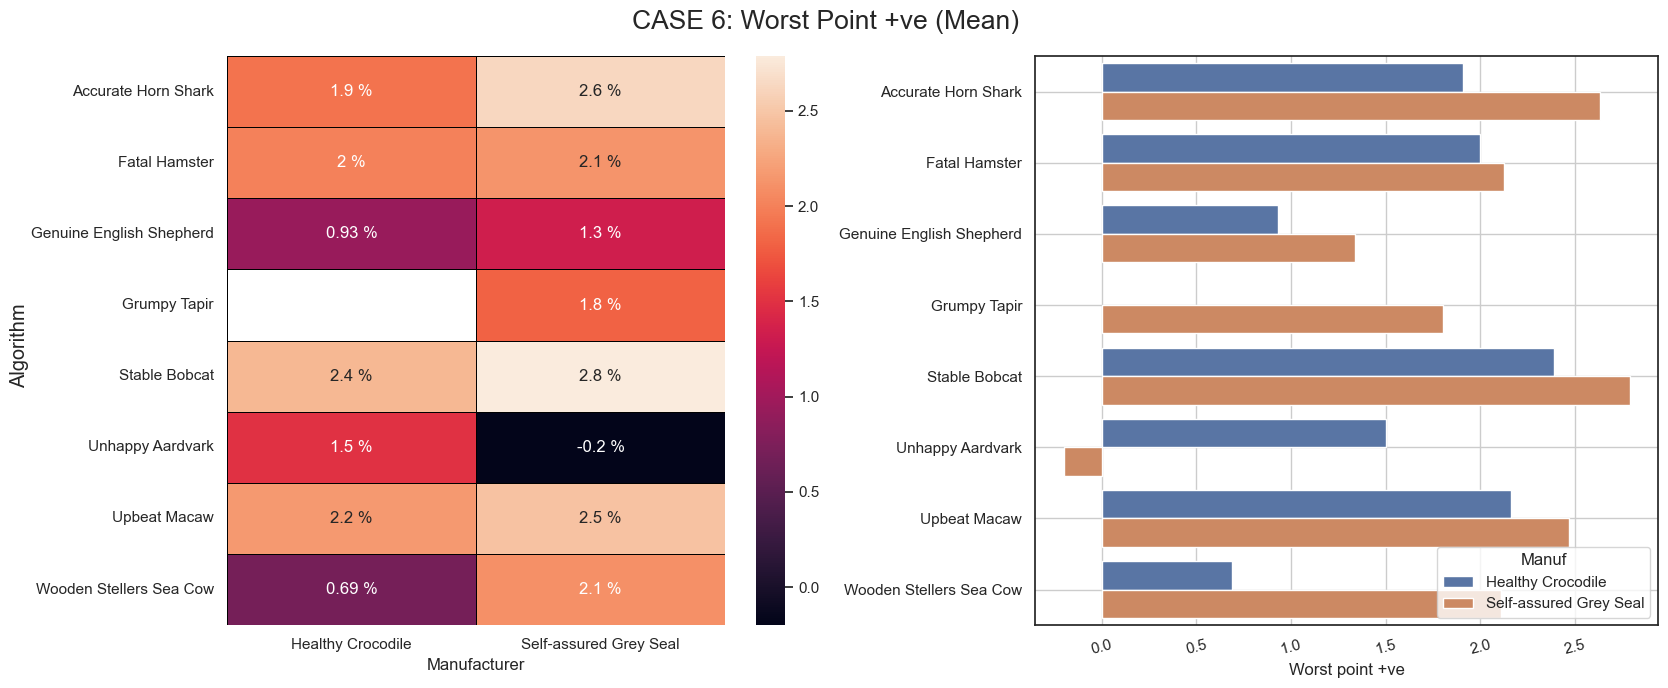 CASE 6: Worst Point +ve (Mean)
Algorithm
Accurate Horn Shark 1.9 % 2.6 %
Fatal Hamster 2 % 2.1 %
Genuine English Shepherd 0.93 % 1.3 %
Grumpy Tapir 1.8 %
Stable Bobcat 2.4 % 2.8 %
Unhappy Aardvark 1.5 % -0.2 %
Upbeat Macaw 2.2 % 2.5 %
Wooden Stellers Sea Cow 0.69 % 2.1 %
Healthy Crocodile Self-assured Grey Seal
Manufacturer
2.5
2.0
1.5
1.0
0.5
0.0
Accurate Horn Shark
Fatal Hamster
Genuine English Shepherd
Grumpy Tapir
Stable Bobcat
Unhappy Aardvark
Upbeat Macaw
Wooden Stellers Sea Cow
Manuf
Healthy Crocodile
Self-assured Grey Seal
0.0 0.5 1.0 1.5 2.0 2.5
Worst point +ve